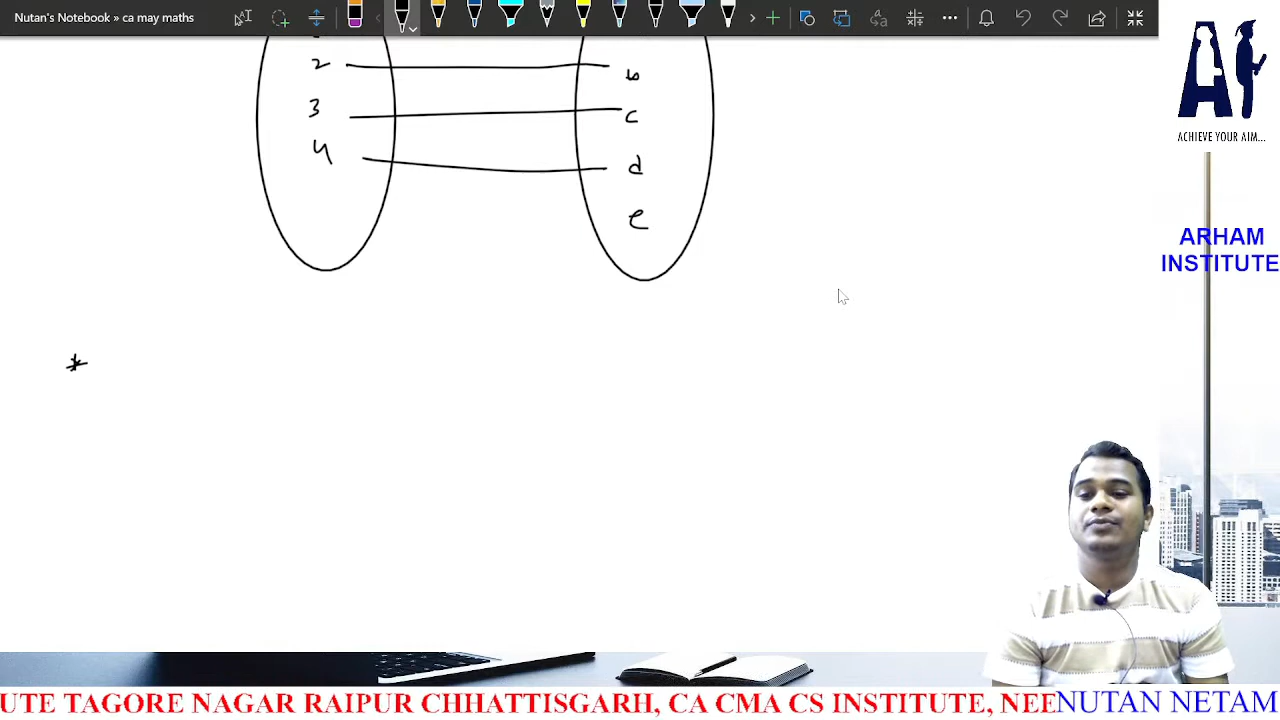 Nutan's Notebook » ca may maths
2 b
3 c
4 d
e
*
ACHIEVE YOUR AIM...
ARHAM
INSTITUTE
UTE TAGORE NAGAR RAIPUR CHHATTISGARH, CA CMA CS INSTITUTE, NEE
NUTAN NETAM